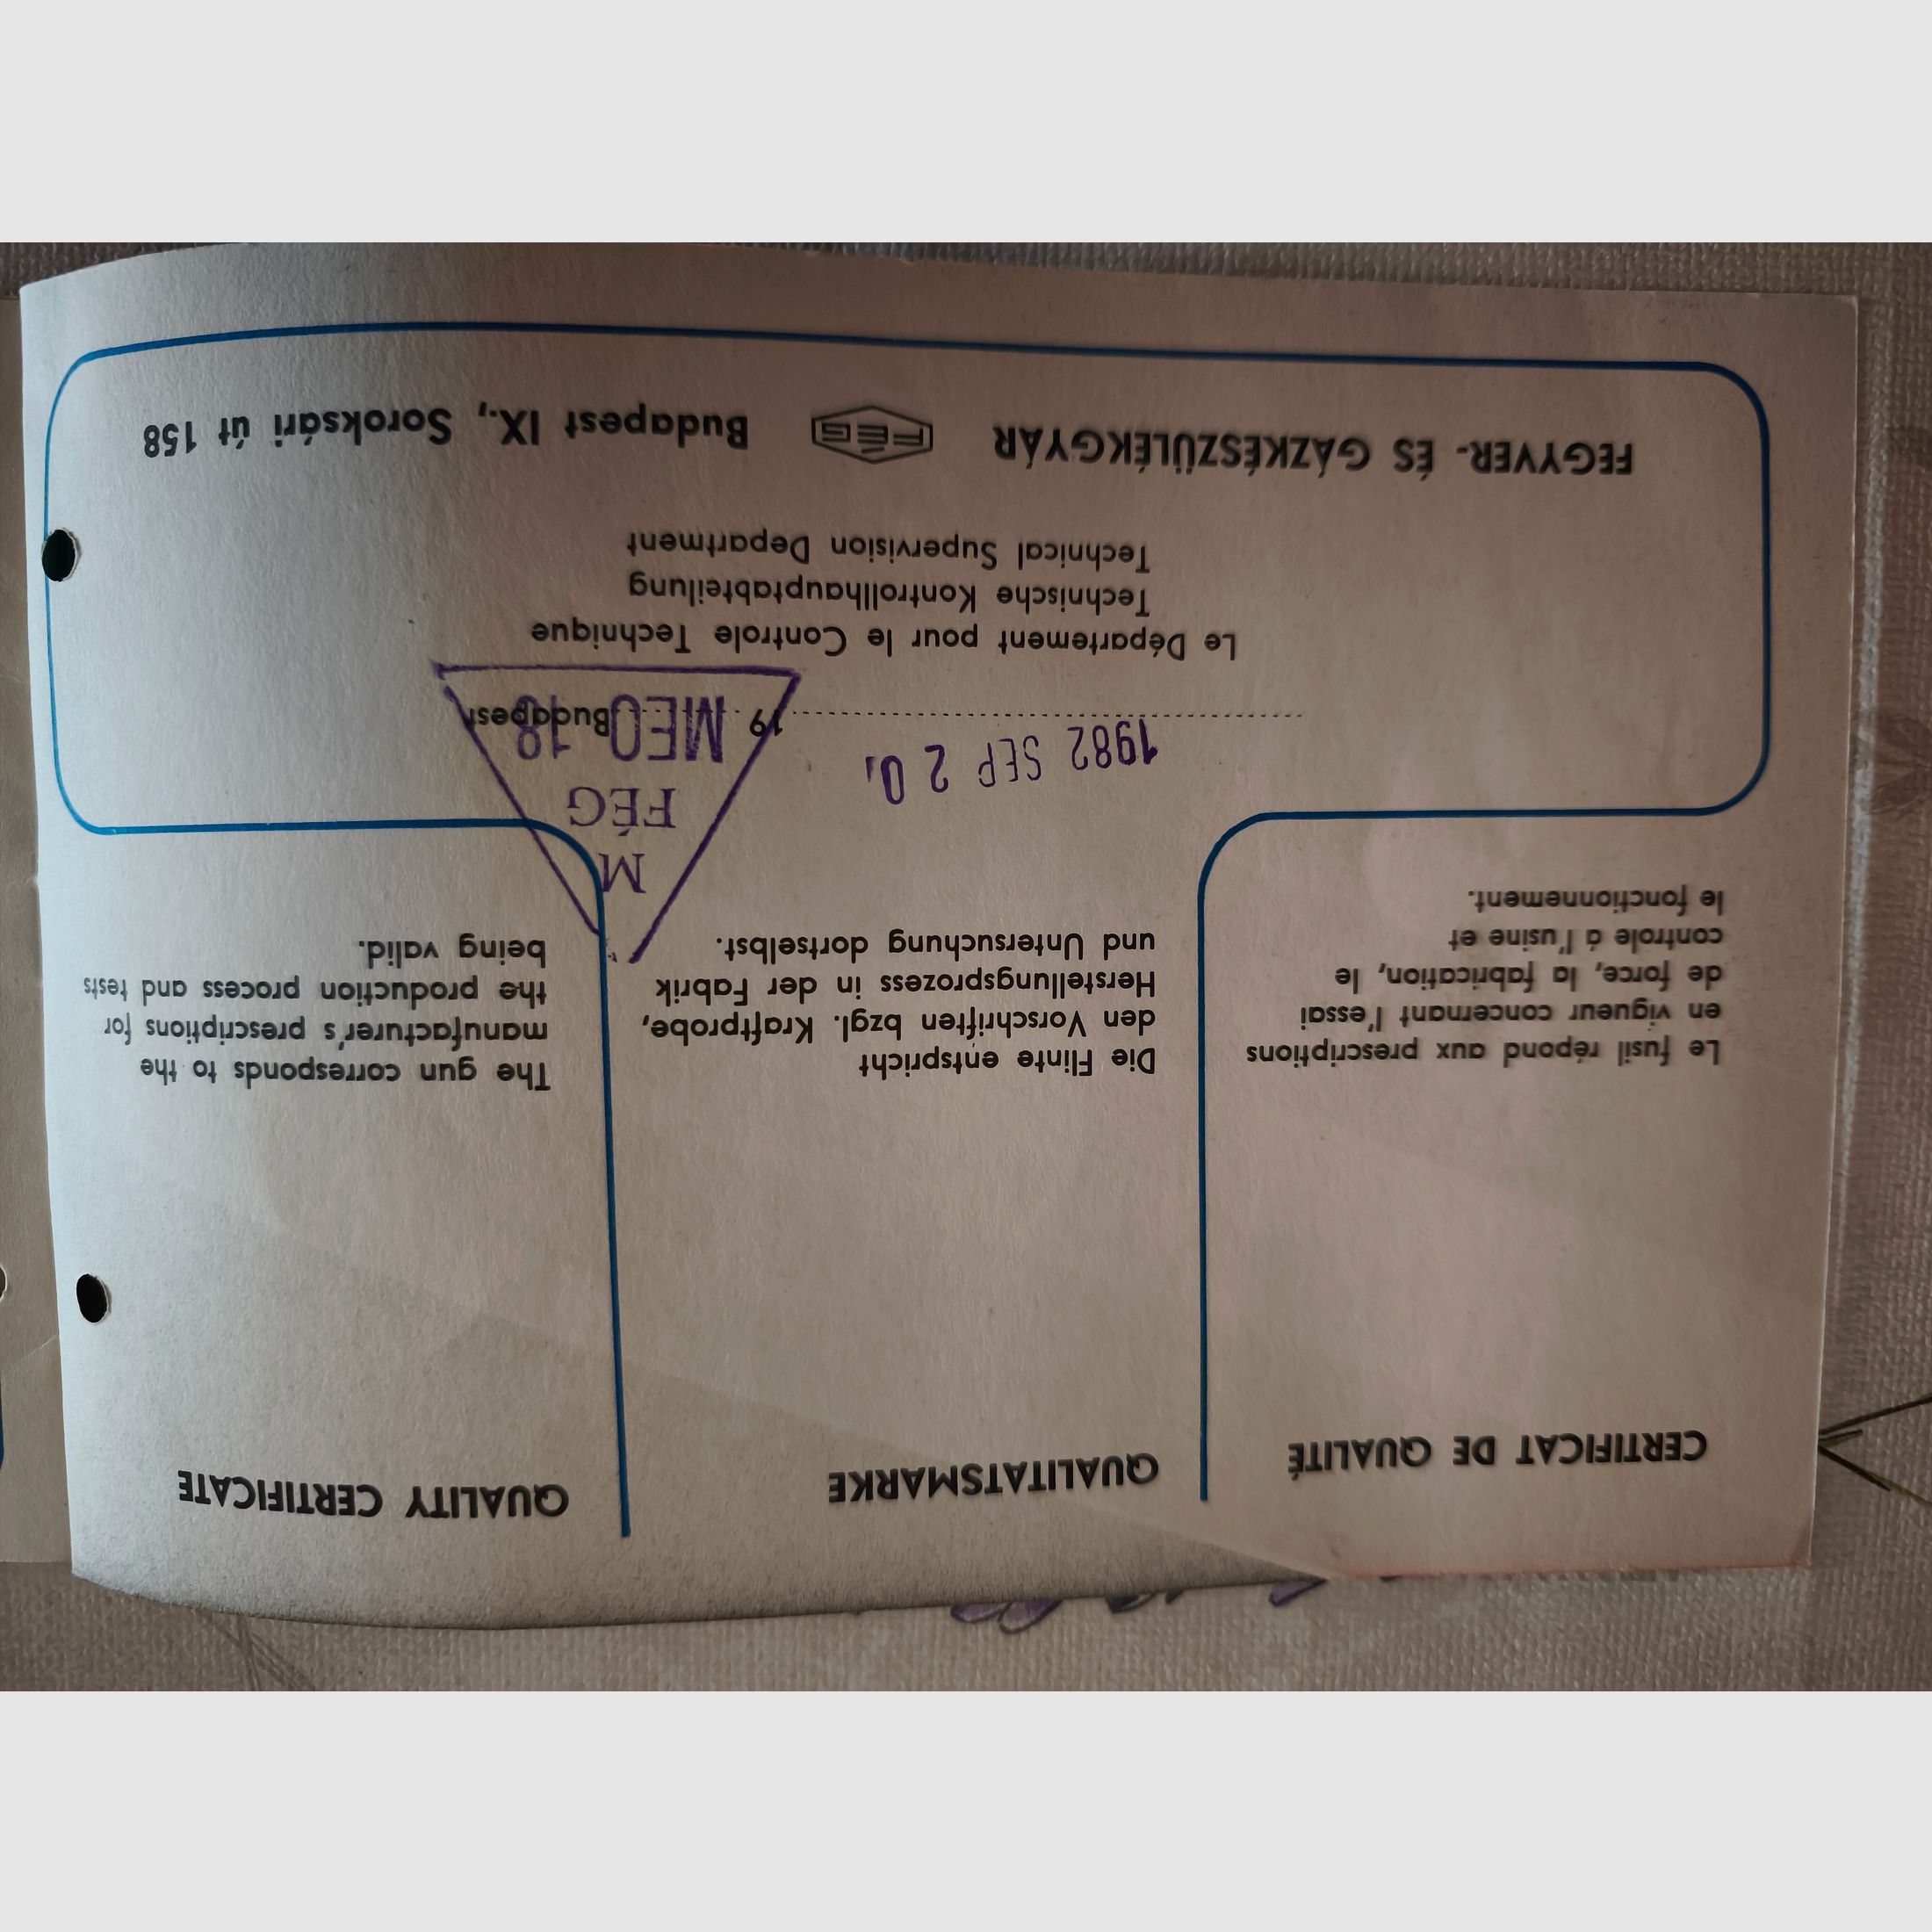 CERTIFICAT DE QUALITÉ
Le fusil répond aux prescriptions
en vigueur concernant l'essai
de force, la fabrication, le
controle á l'usine et
le fonctionnement.
QUALITATSMARKE
Die Flinte entspricht
den Vorschriften bzgl. Kraftprobe,
Herstellungsprozess in der Fabrik
und Untersuchung dortselbst.
QUALITY CERTIFICATE
The gun corresponds to the
manufacturer's prescriptions for
the production process and tests
being valid.
M
FÉG
MEO 18
1982 SEP 20.
19 Budapest
Le Département pour le Controle Technique
Technische Kontrollhauptabteilung
Technical Supervision Department
FEGYVER- ÉS GÁZKÉSZÜLÉKGYÁR FÉG Budapest IX., Soroksári út 158